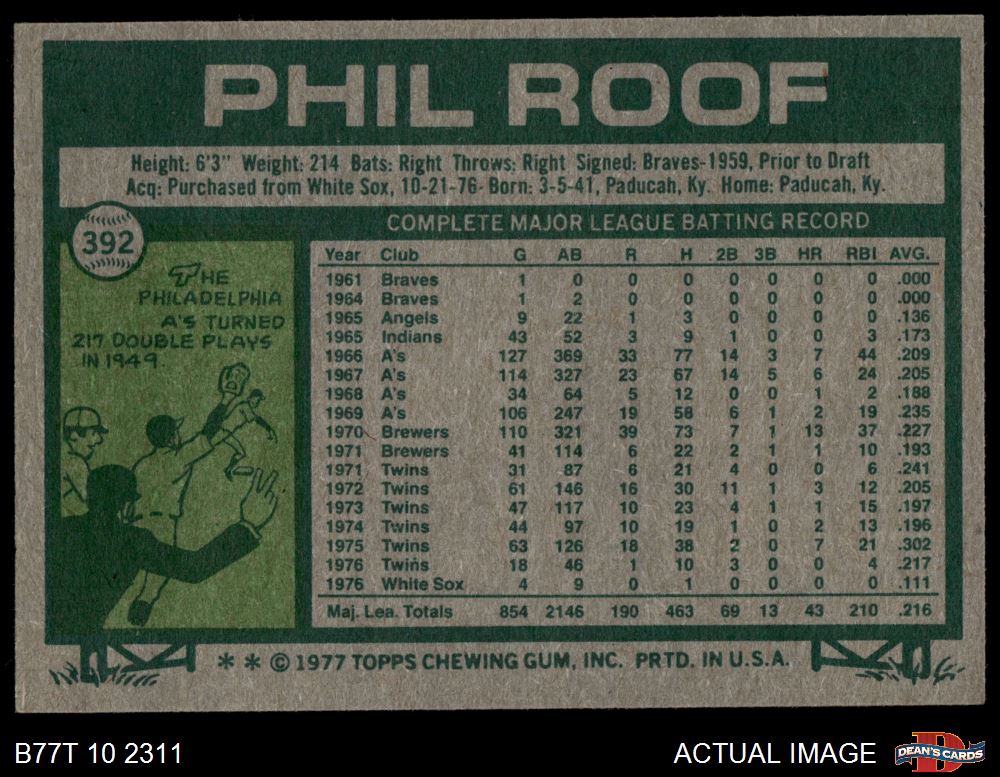 PHIL ROOF
Height: 6'3" Weight: 214 Bats: Right Throws: Right Signed: Braves-1959, Prior to Draft
Acq: Purchased from White Sox, 10-21-76- Born: 3-5-41, Paducah, Ky. Home: Paducah, Ky.
392
COMPLETE MAJOR LEAGUE BATTING RECORD
THE
PHILADELPHIA
A'S TURNED
217 DOUBLE PLAYS
IN 1949.
Year Club G AB R H 2B 3B HR RBI AVG.
1961 Braves 1 0 0 0 0 0 0 0 .000
1964 Braves 1 2 0 0 0 0 0 0 .000
1965 Angels 9 22 1 3 0 0 0 0 .136
1965 Indians 43 52 3 9 1 0 0 3 .173
1966 A's 127 369 33 77 14 3 7 44 .209
1967 A's 114 327 23 67 14 5 6 24 .205
1968 A's 34 64 5 12 0 0 1 2 .188
1969 A's 106 247 19 58 6 1 2 19 .235
1970 Brewers 110 321 39 73 7 1 13 37 .227
1971 Brewers 41 114 6 22 2 1 1 10 .193
1971 Twins 31 87 6 21 4 0 0 6 .241
1972 Twins 61 146 16 30 11 1 3 12 .205
1973 Twins 47 117 10 23 4 1 1 15 .197
1974 Twins 44 97 10 19 1 0 2 13 .196
1975 Twins 63 126 18 38 2 0 7 21 .302
1976 Twins 18 46 1 10 3 0 0 4 .217
1976 White Sox 4 9 0 1 0 0 0 0 .111
Maj. Lea. Totals 854 2146 190 463 69 13 43 210 .216
* * © 1977 TOPPS CHEWING GUM, INC. PRTD. IN U.S.A.
B77T 10 2311
ACTUAL IMAGE
D
DEAN'S CARDS